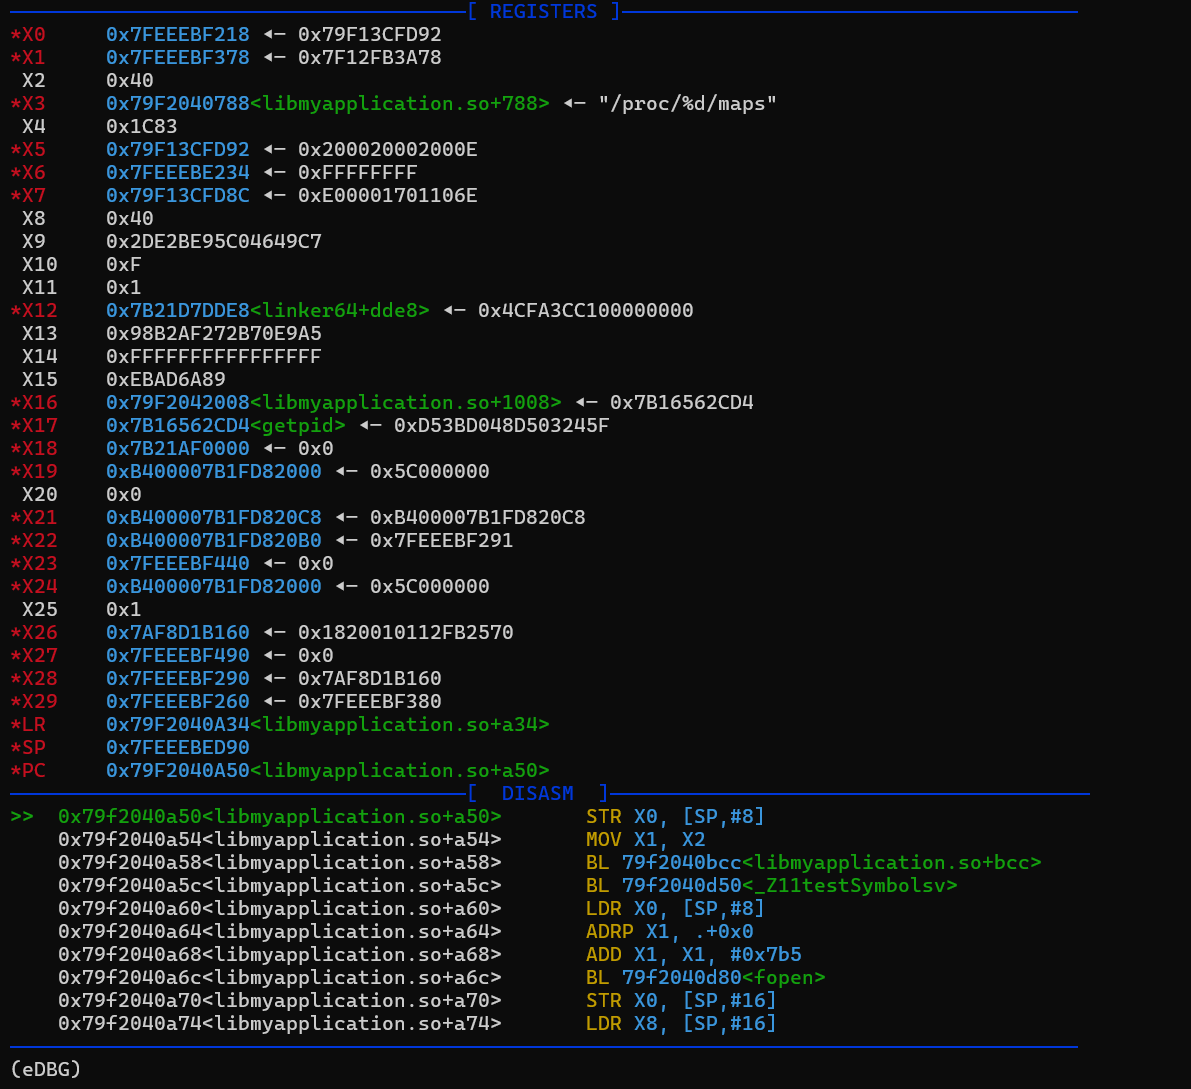 [ REGISTERS ]
*X0 0x7FEEEBF218 ◄— 0x79F13CFD92
*X1 0x7FEEEBF378 ◄— 0x7F12FB3A78
X2 0x40
*X3 0x79F2040788<libmyapplication.so+788> ◄— "/proc/%d/maps"
X4 0x1C83
*X5 0x79F13CFD92 ◄— 0x200020002000E
*X6 0x7FEEEBE234 ◄— 0xFFFFFFFF
*X7 0x79F13CFD8C ◄— 0xE00001701106E
X8 0x40
X9 0x2DE2BE95C04649C7
X10 0xF
X11 0x1
*X12 0x7B21D7DDE8<linker64+dde8> ◄— 0x4CFA3CC100000000
X13 0x98B2AF272B70E9A5
X14 0xFFFFFFFFFFFFFFFF
X15 0xEBAD6A89
*X16 0x79F2042008<libmyapplication.so+1008> ◄— 0x7B16562CD4
*X17 0x7B16562CD4<getpid> ◄— 0xD53BD048D503245F
*X18 0x7B21AF0000 ◄— 0x0
*X19 0xB400007B1FD82000 ◄— 0x5C000000
X20 0x0
*X21 0xB400007B1FD820C8 ◄— 0xB400007B1FD820C8
*X22 0xB400007B1FD820B0 ◄— 0x7FEEEBF291
*X23 0x7FEEEBF440 ◄— 0x0
*X24 0xB400007B1FD82000 ◄— 0x5C000000
X25 0x1
*X26 0x7AF8D1B160 ◄— 0x1820010112FB2570
*X27 0x7FEEEBF490 ◄— 0x0
*X28 0x7FEEEBF290 ◄— 0x7AF8D1B160
*X29 0x7FEEEBF260 ◄— 0x7FEEEBF380
*LR 0x79F2040A34<libmyapplication.so+a34>
*SP 0x7FEEEBED90
*PC 0x79F2040A50<libmyapplication.so+a50>
[ DISASM ]
>> 0x79f2040a50<libmyapplication.so+a50> STR X0, [SP,#8]
0x79f2040a54<libmyapplication.so+a54> MOV X1, X2
0x79f2040a58<libmyapplication.so+a58> BL 79f2040bcc<libmyapplication.so+bcc>
0x79f2040a5c<libmyapplication.so+a5c> BL 79f2040d50<_Z11testSymbolsv>
0x79f2040a60<libmyapplication.so+a60> LDR X0, [SP,#8]
0x79f2040a64<libmyapplication.so+a64> ADRP X1, .+0x0
0x79f2040a68<libmyapplication.so+a68> ADD X1, X1, #0x7b5
0x79f2040a6c<libmyapplication.so+a6c> BL 79f2040d80<fopen>
0x79f2040a70<libmyapplication.so+a70> STR X0, [SP,#16]
0x79f2040a74<libmyapplication.so+a74> LDR X8, [SP,#16]
(eDBG)